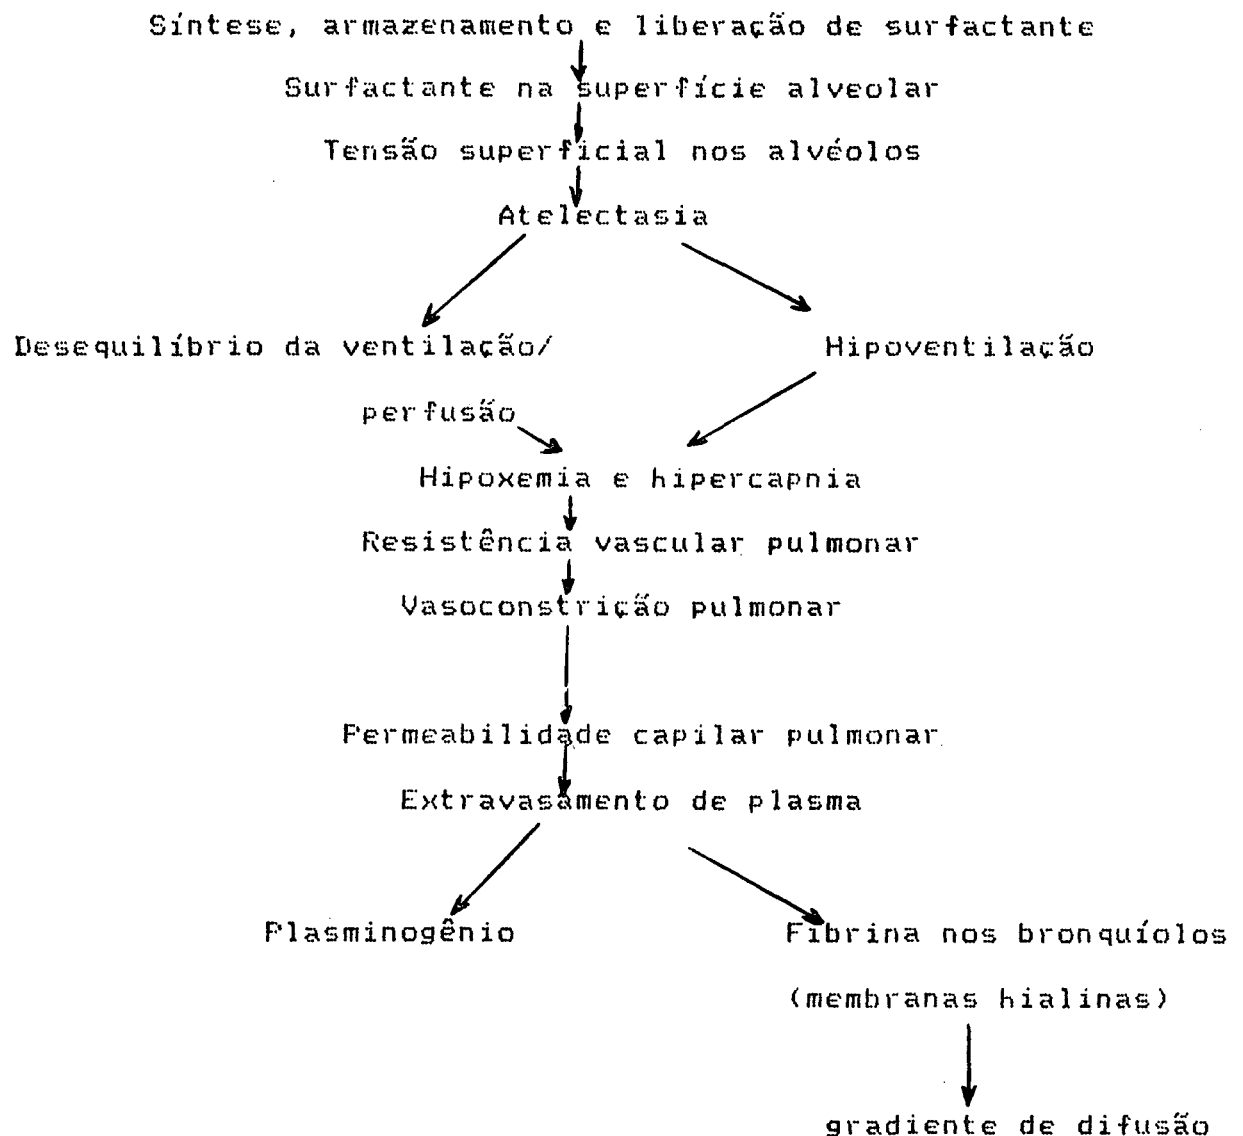 Síntese, armazenamento e liberação de surfactante
Surfactante na superfície alveolar
Tensão superficial nos alvéolos
Atelectasia
Desequilíbrio da ventilação/
Hipoventilação
perfusão
Hipoxemia e hipercapnia
Resistência vascular pulmonar
Vasoconstrição pulmonar
Permeabilidade capilar pulmonar
Extravasamento de plasma
Plasminogênio
Fibrina nos bronquíolos
(membranas hialinas)
gradiente de difusão